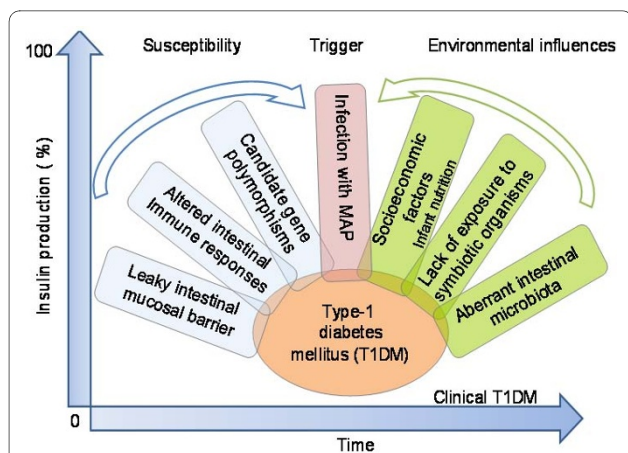 Susceptibility
Trigger
Environmental influences
100
Insulin production ( %)
Leaky intestinal
mucosal barrier
Altered intestinal
Immune responses
Candidate gene
polymorphisms
Infection with MAP
Socioeconomic
factors
Infant nutrition
Lack of exposure to
symbiotic organisms
Aberrant intestinal
microbiota
Type-1
diabetes
mellitus (T1DM)
Clinical T1DM
0
Time